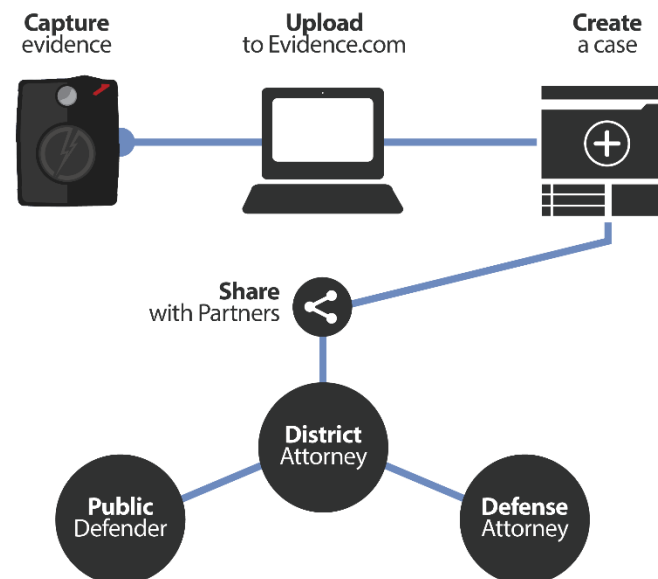 Capture
evidence
Upload
to Evidence.com
Create
a case
Share
with Partners
District
Attorney
Public
Defender
Defense
Attorney